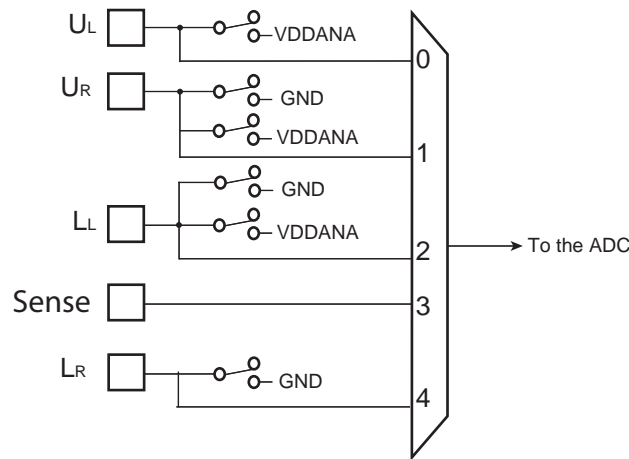 UL
VDDANA
0
UR
GND
VDDANA
1
LL
GND
VDDANA
2
To the ADC
Sense
3
LR
GND
4